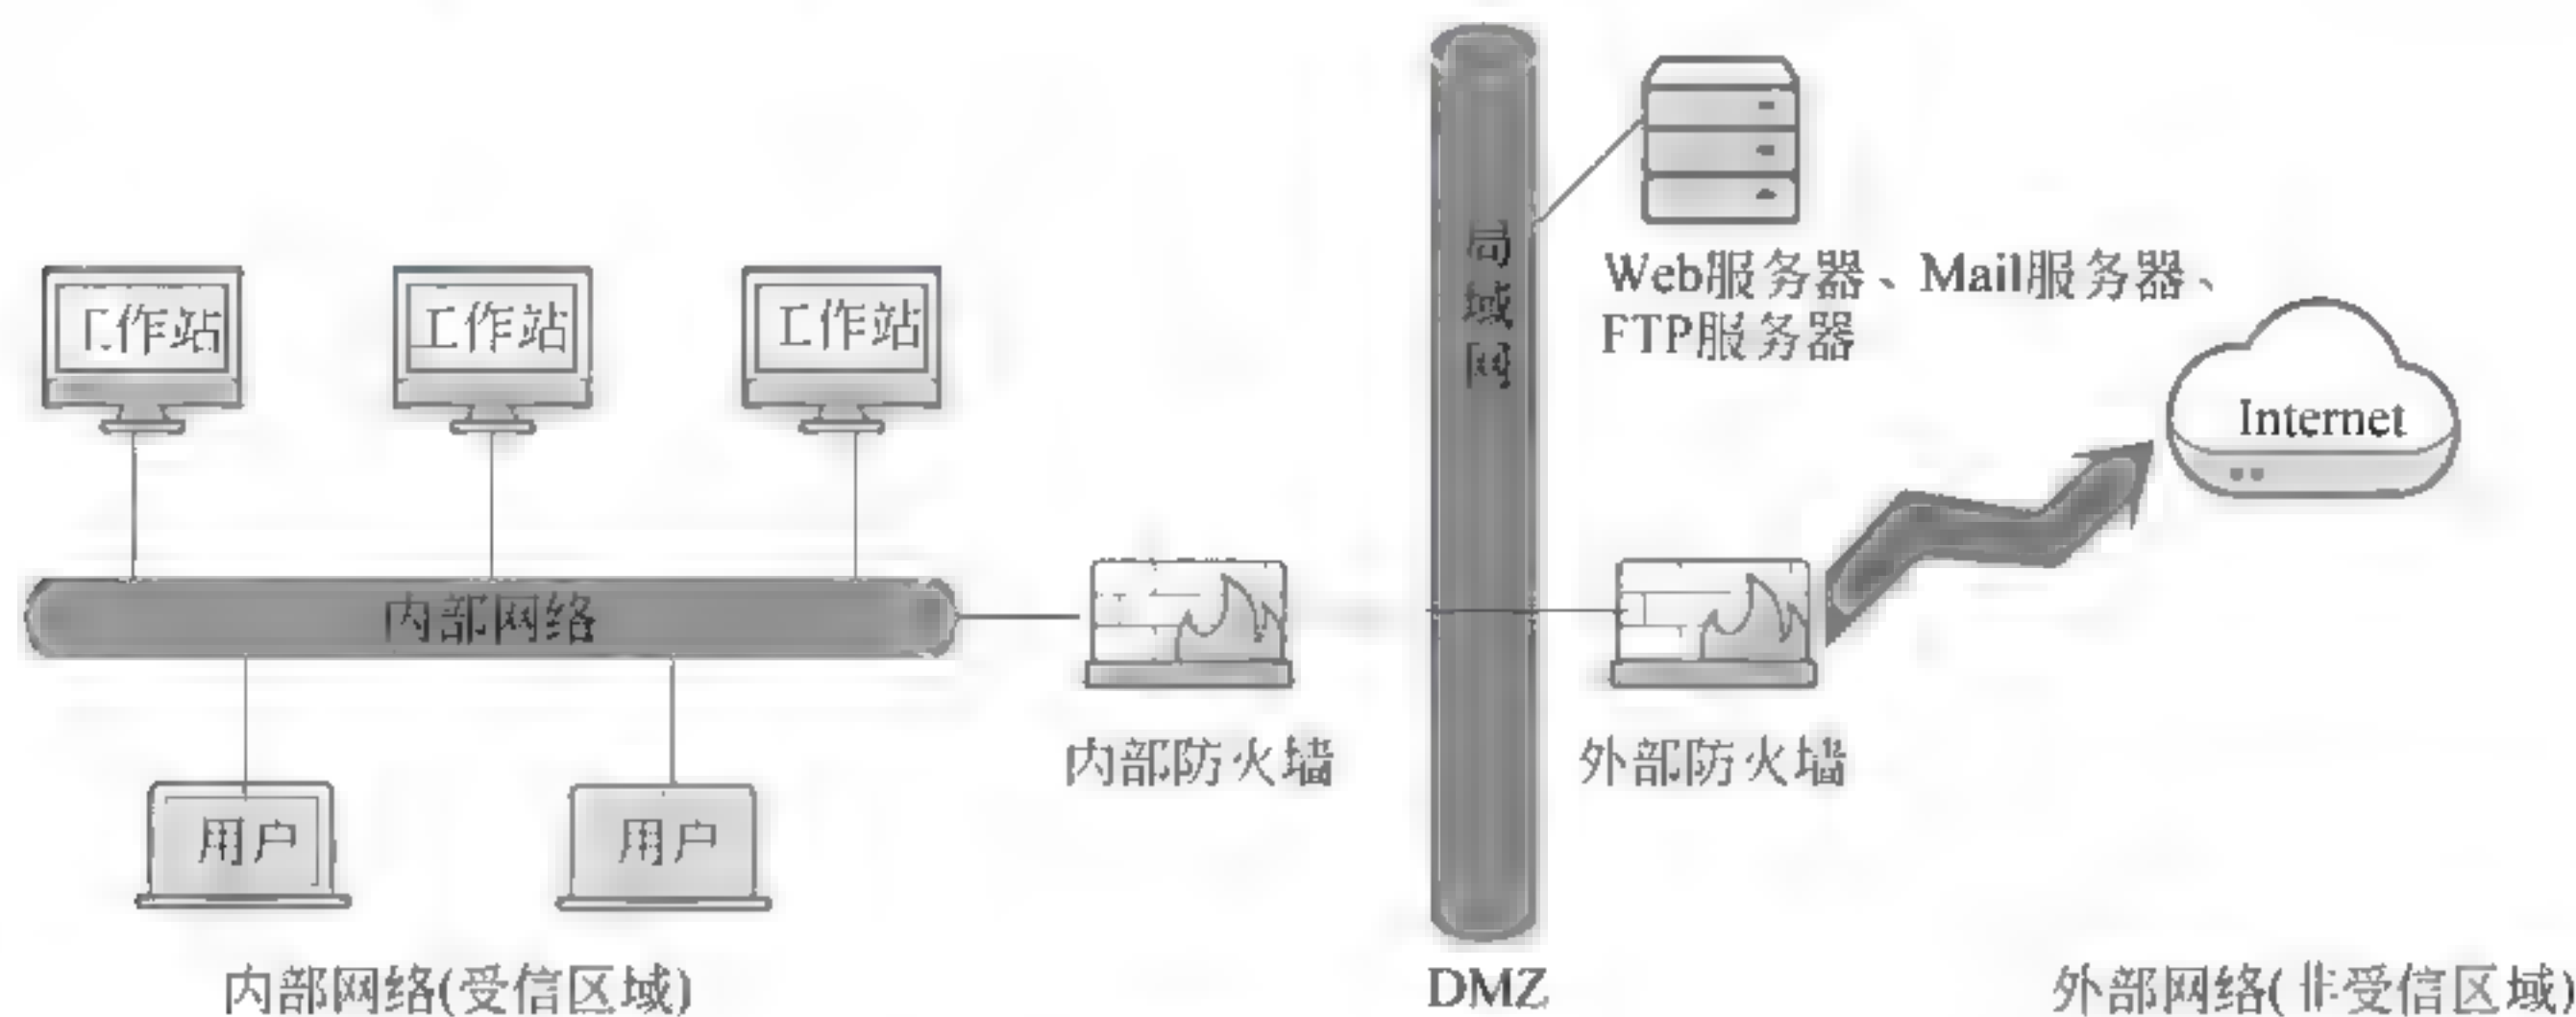 工作站
工作站
工作站
局域网
Web服务器、Mail服务器、
FTP服务器
Internet
内部网络
内部防火墙
外部防火墙
用户
用户
内部网络(受信区域)
DMZ
外部网络(非受信区域)